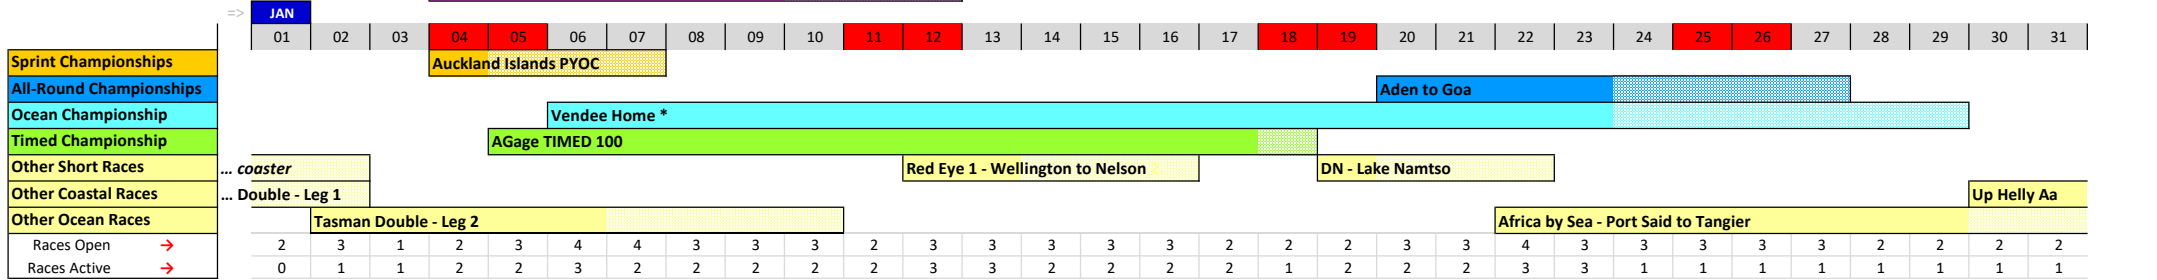 => JAN
01 02 03 04 05 06 07 08 09 10 11 12 13 14 15 16 17 18 19 20 21 22 23 24 25 26 27 28 29 30 31
Sprint Championships Auckland Islands PYOC
All-Round Championships Aden to Goa
Ocean Championship Vendee Home *
Timed Championship AGage TIMED 100
Other Short Races ... coaster Red Eye 1 - Wellington to Nelson DN - Lake Namtso
Other Coastal Races ... Double - Leg 1 Up Helly Aa
Other Ocean Races Tasman Double - Leg 2 Africa by Sea - Port Said to Tangier
Races Open → 2 3 1 2 3 4 4 3 3 3 2 3 3 3 3 3 2 2 2 3 3 4 3 3 3 3 3 2 2 2 2
Races Active → 0 1 1 2 2 3 2 2 2 2 2 3 3 2 2 2 2 1 2 2 2 3 3 1 1 1 1 1 1 1 1